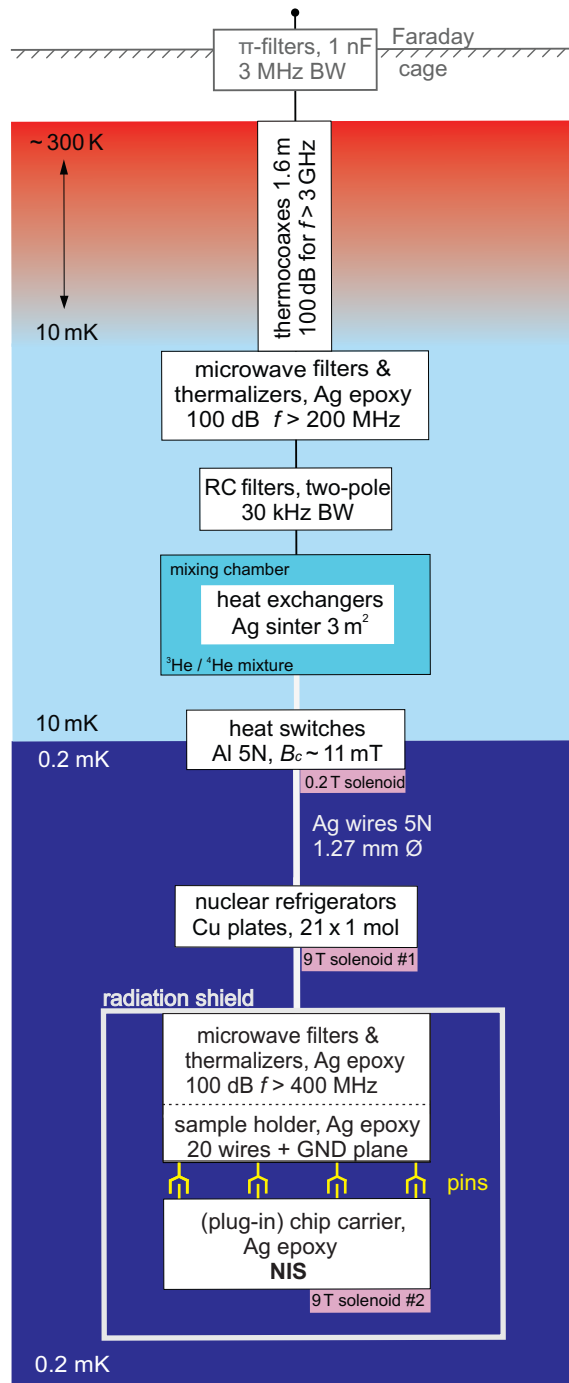 π-filters, 1 nF
3 MHz BW
Faraday
cage
~ 300 K
10 mK
thermocoaxes 1.6 m
100 dB for f > 3 GHz
microwave filters &
thermalizers, Ag epoxy
100 dB f > 200 MHz
RC filters, two-pole
30 kHz BW
mixing chamber
heat exchangers
Ag sinter 3 m²
³He / ⁴He mixture
10 mK
0.2 mK
heat switches
Al 5N, Bc ~ 11 mT
0.2 T solenoid
Ag wires 5N
1.27 mm Ø
nuclear refrigerators
Cu plates, 21 x 1 mol
9 T solenoid #1
radiation shield
microwave filters &
thermalizers, Ag epoxy
100 dB f > 400 MHz
sample holder, Ag epoxy
20 wires + GND plane
pins
(plug-in) chip carrier,
Ag epoxy
NIS
9 T solenoid #2
0.2 mK